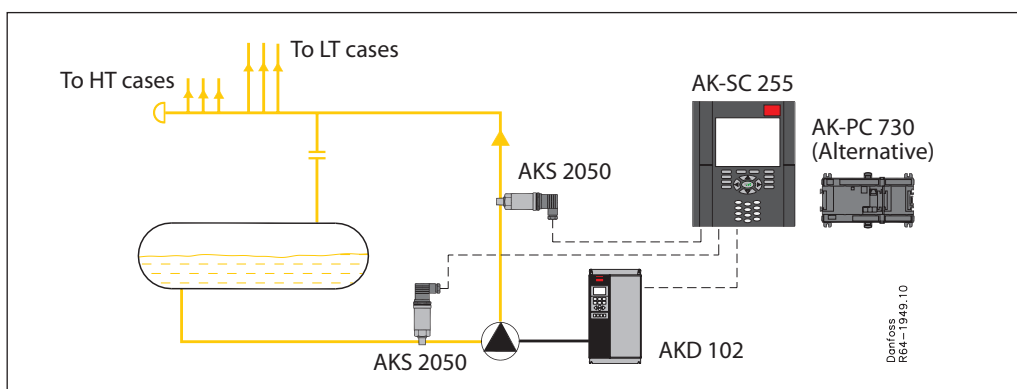 To LT cases
To HT cases
AK-SC 255
AK-PC 730
(Alternative)
AKS 2050
AKS 2050
AKD 102
Danfoss
R64-1949.10